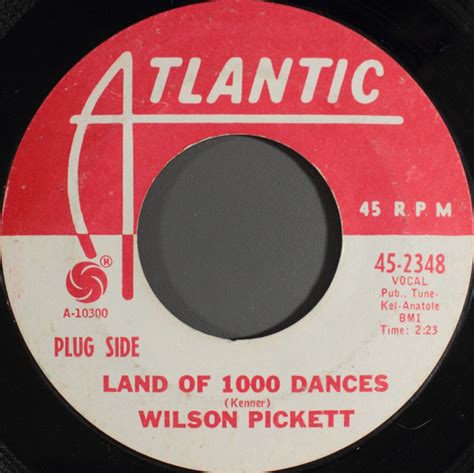 ATLANTIC
45 R.P.M
®
A-10300
45-2348
VOCAL
Pub., Tune-
Kel-Anatole
BMI
Time: 2:23
PLUG SIDE
LAND OF 1000 DANCES
(Kenner)
WILSON PICKETT